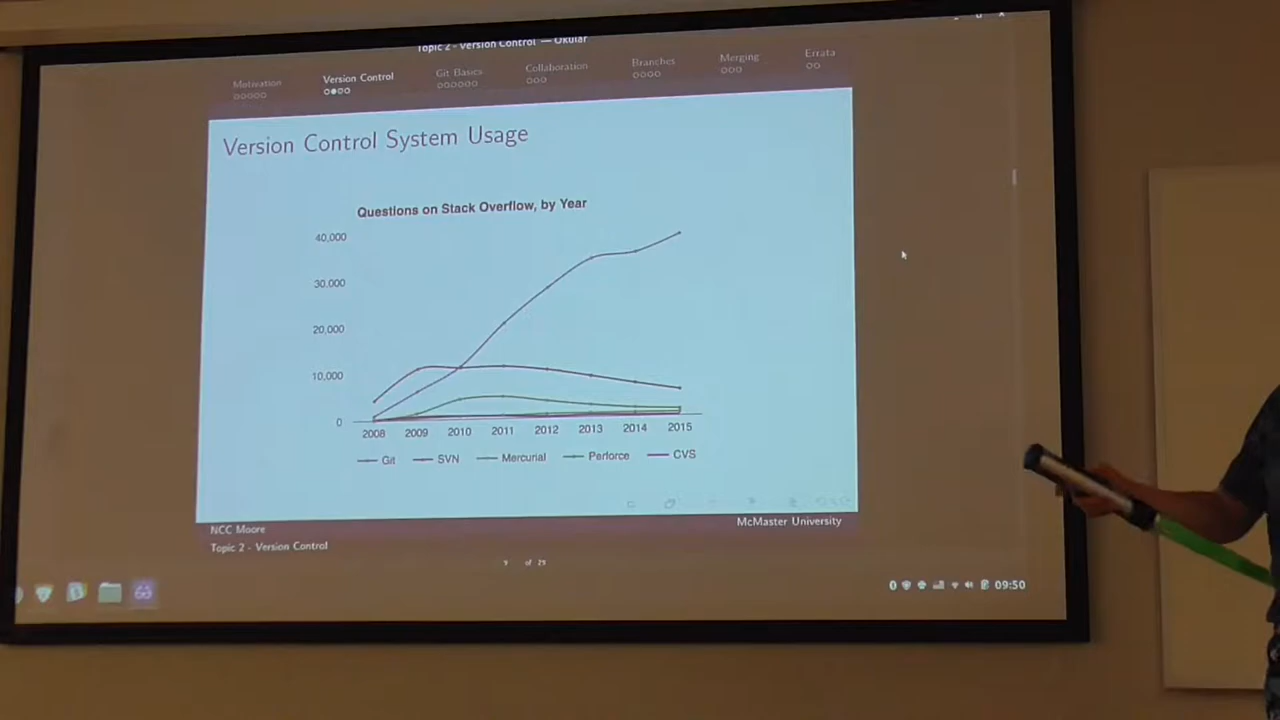 Topic 2 - Version Control — Okular
Motivation Version Control Git Basics Collaboration Branches Merging Errata
Version Control System Usage
Questions on Stack Overflow, by Year
40,000
30,000
20,000
10,000
0
2008 2009 2010 2011 2012 2013 2014 2015
Git SVN Mercurial Perforce CVS
NCC Moore McMaster University
Topic 2 - Version Control
of 25
09:50